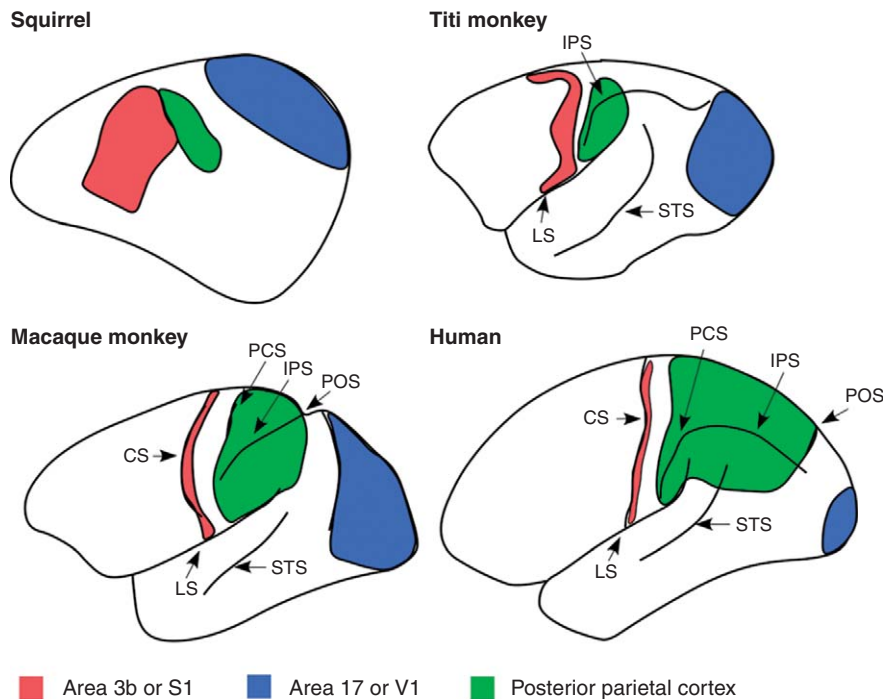 Squirrel
Titi monkey
IPS
STS
LS
Macaque monkey
PCS
IPS
POS
CS
LS
STS
Human
PCS
IPS
POS
CS
STS
LS
Area 3b or S1
Area 17 or V1
Posterior parietal cortex